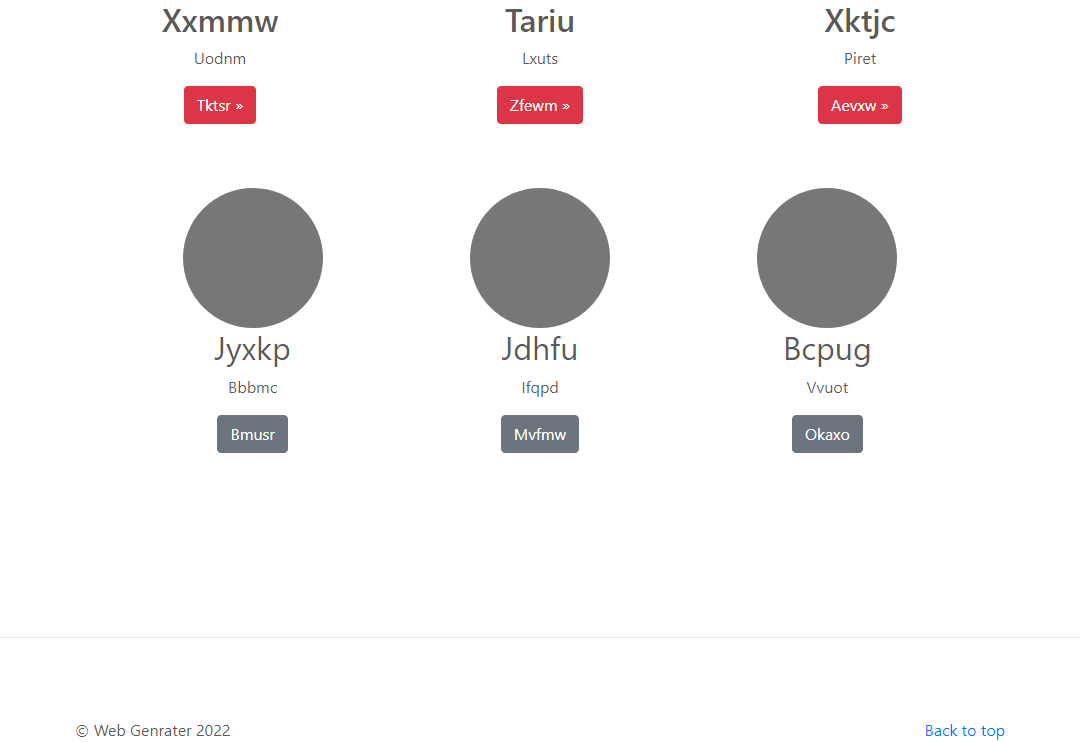 Xxmmw
Uodnm
Tktsr »
Tariu
Lxuts
Zfewm »
Xktjc
Piret
Aevxw »
Jyxkp
Bbbmc
Bmusr
Jdhfu
Ifqpd
Mvfmw
Bcpug
Vvuot
Okaxo
© Web Genrater 2022
Back to top